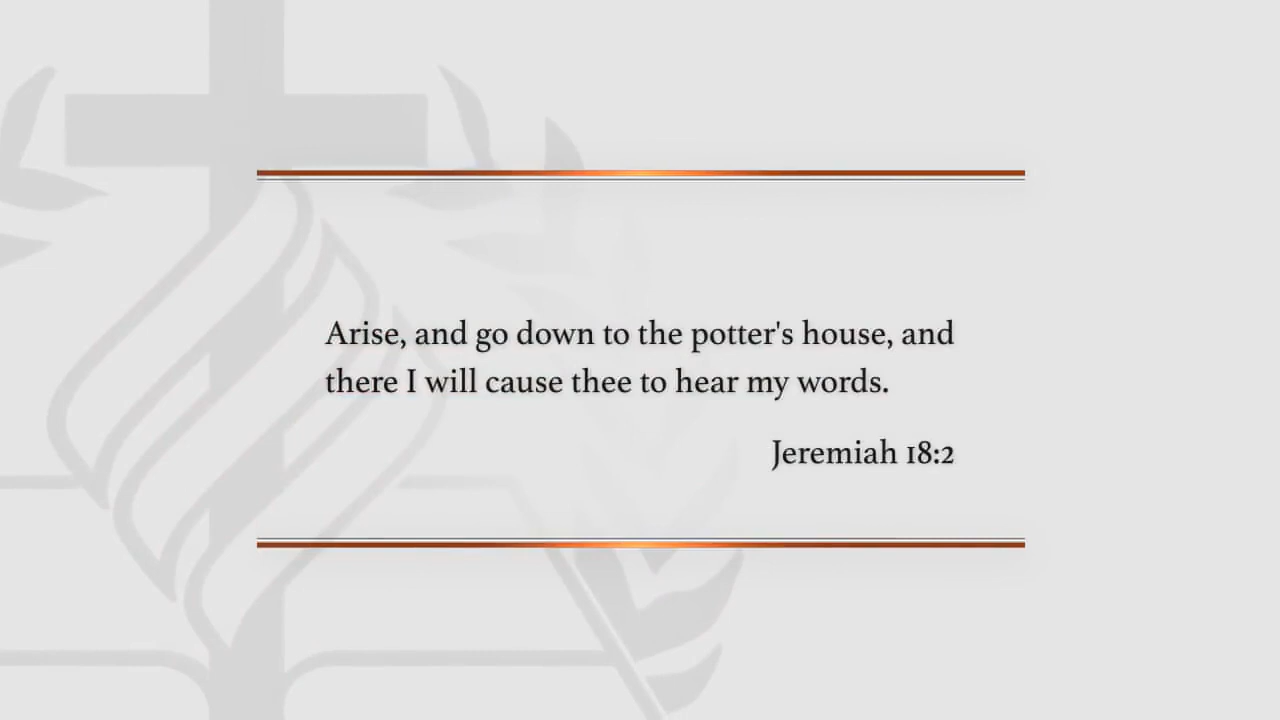 Arise, and go down to the potter's house, and
there I will cause thee to hear my words.
Jeremiah 18:2